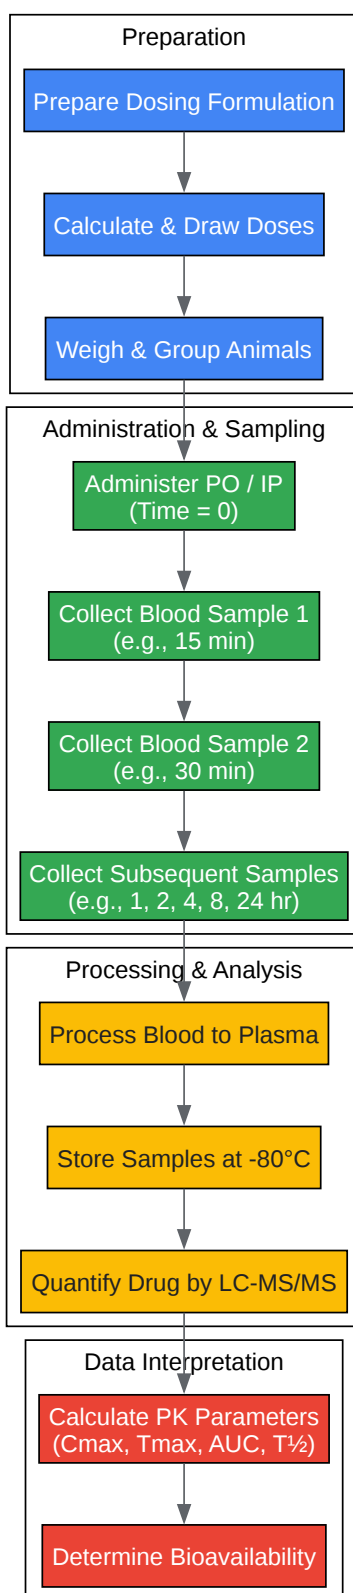 Preparation
Prepare Dosing Formulation
Calculate & Draw Doses
Weigh & Group Animals
Administration & Sampling
Administer PO / IP
(Time = 0)
Collect Blood Sample 1
(e.g., 15 min)
Collect Blood Sample 2
(e.g., 30 min)
Collect Subsequent Samples
(e.g., 1, 2, 4, 8, 24 hr)
Processing & Analysis
Process Blood to Plasma
Store Samples at -80°C
Quantify Drug by LC-MS/MS
Data Interpretation
Calculate PK Parameters
(Cmax, Tmax, AUC, T½)
Determine Bioavailability